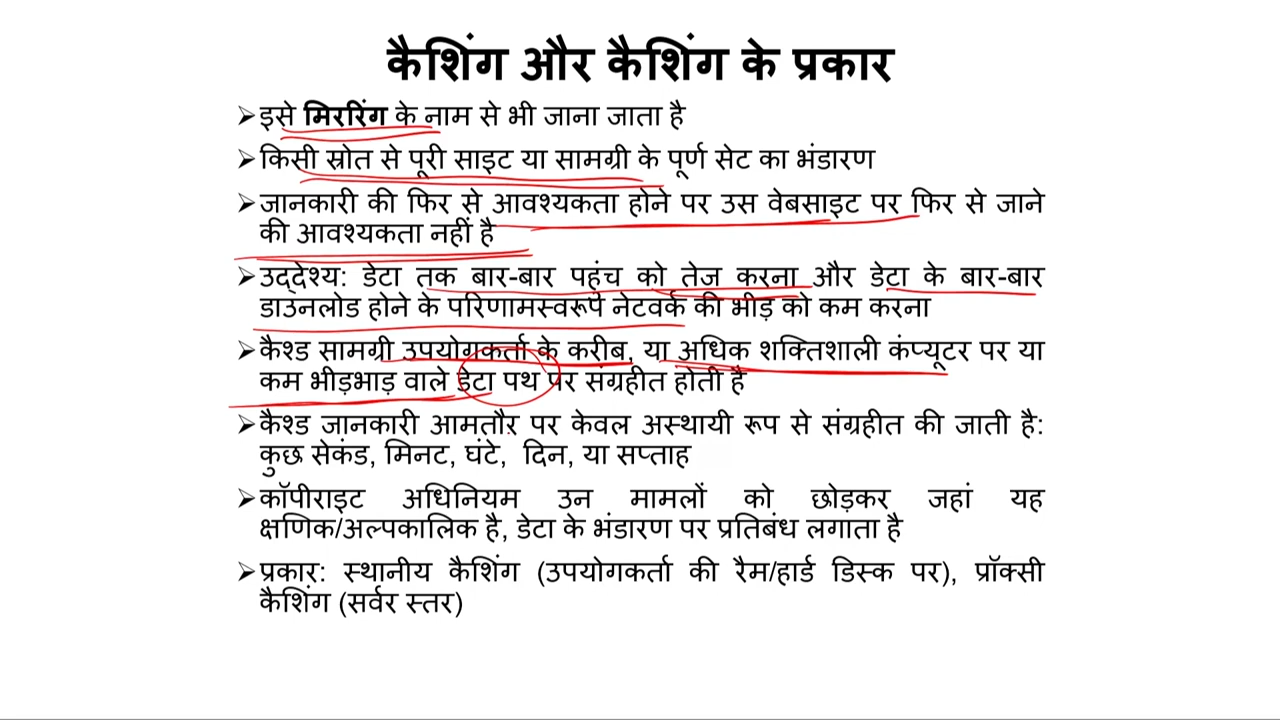 कैशिंग और कैशिंग के प्रकार
➢इसे मिररिंग के नाम से भी जाना जाता है
➢किसी स्रोत से पूरी साइट या सामग्री के पूर्ण सेट का भंडारण
➢जानकारी की फिर से आवश्यकता होने पर उस वेबसाइट पर फिर से जाने
की आवश्यकता नहीं है
➢उद्देश्य: डेटा तक बार-बार पहुंच को तेज करना और डेटा के बार-बार
डाउनलोड होने के परिणामस्वरूप नेटवर्क की भीड़ को कम करना
➢कैश्ड सामग्री उपयोगकर्ता के करीब, या अधिक शक्तिशाली कंप्यूटर पर या
कम भीड़भाड़ वाले डेटा पथ पर संग्रहीत होती है
➢कैश्ड जानकारी आमतौर पर केवल अस्थायी रूप से संग्रहीत की जाती है:
कुछ सेकंड, मिनट, घंटे, दिन, या सप्ताह
➢कॉपीराइट अधिनियम उन मामलों को छोड़कर जहां यह
क्षणिक/अल्पकालिक है, डेटा के भंडारण पर प्रतिबंध लगाता है
➢प्रकार: स्थानीय कैशिंग (उपयोगकर्ता की रैम/हार्ड डिस्क पर), प्रॉक्सी
कैशिंग (सर्वर स्तर)